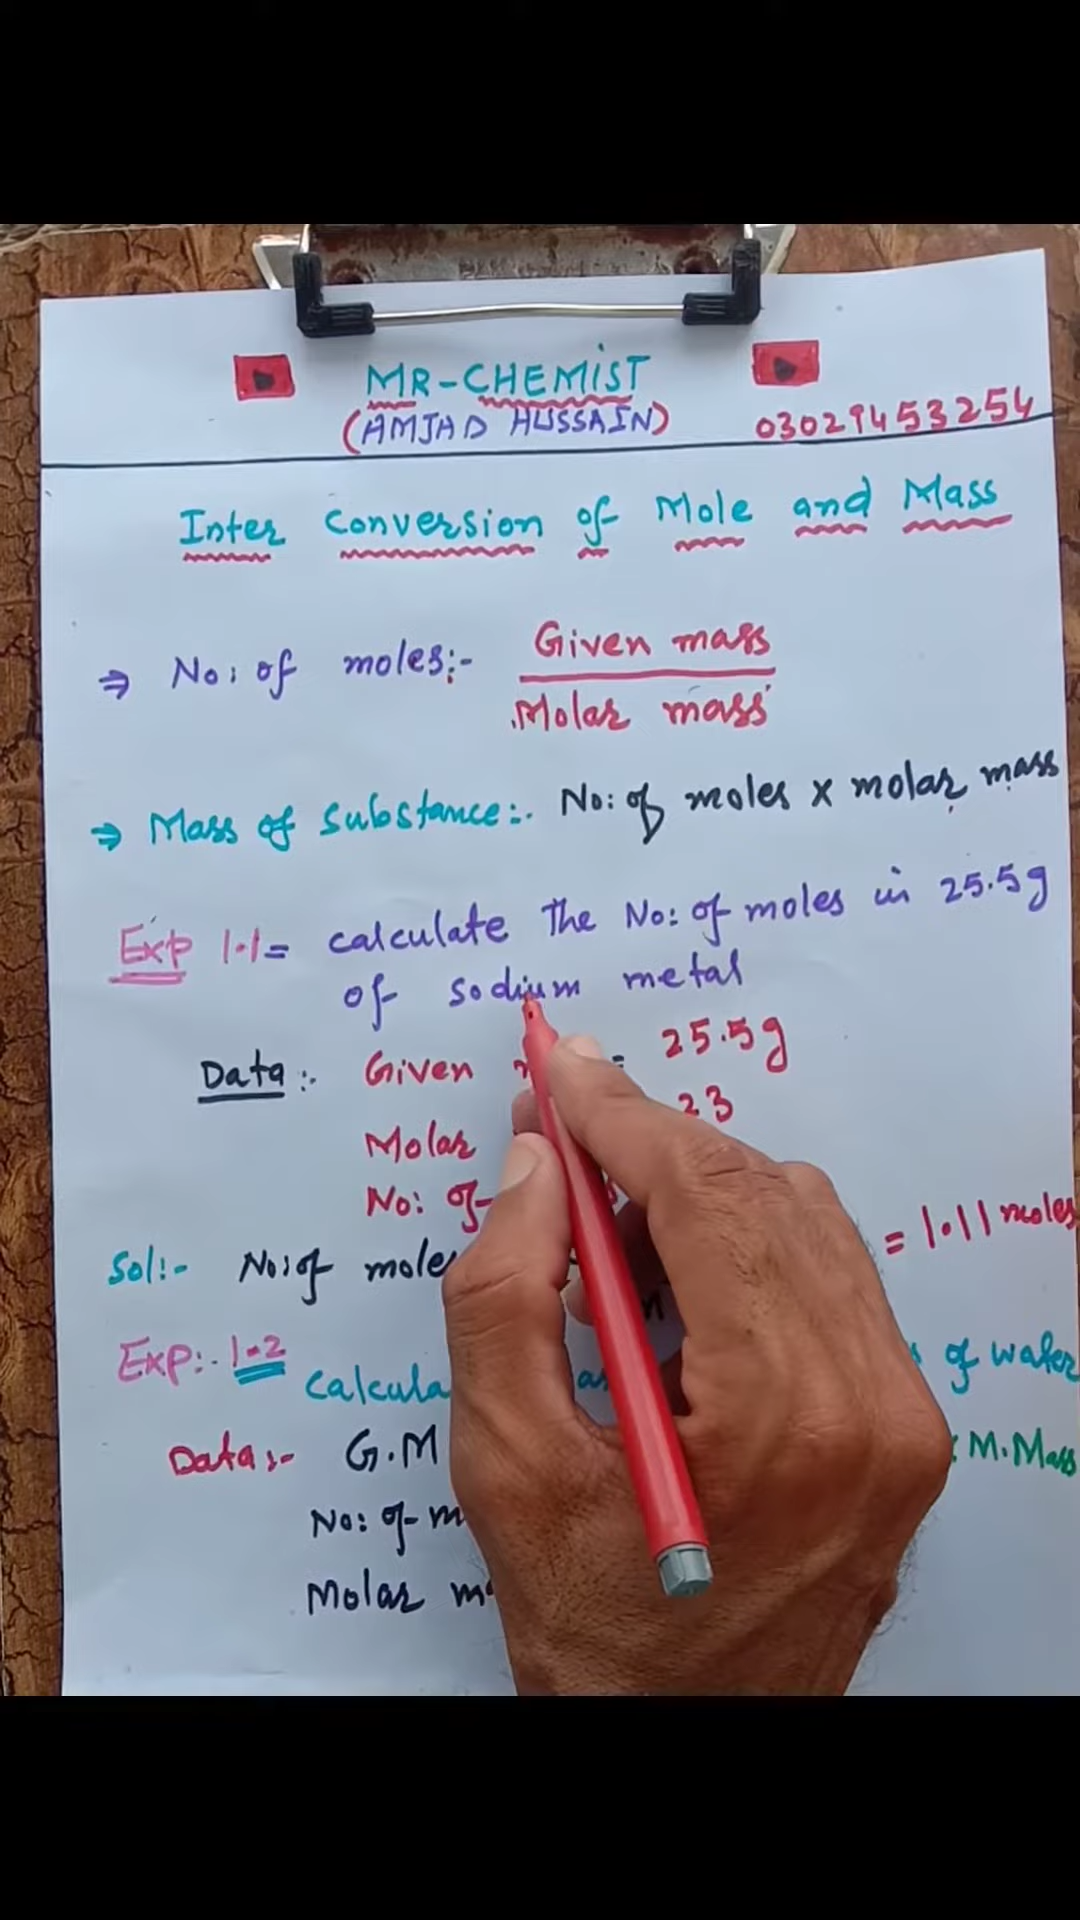 MR-CHEMIST
(AMJAD HUSSAIN) 03029453254
Inter Conversion of Mole and Mass
⇒ No: of moles:- Given mass
Molar mass
⇒ Mass of Substance:- No: of moles x molar mass
Exp 1.1= calculate the No: of moles in 25.5g
of sodium metal
Data:- Given = 25.5g
Molar 23
No: of
= 1.11 moles
Sol:- No: of moles
Exp:- 1.2
of water
Data:- G.M M.Mass
No: of
Molar